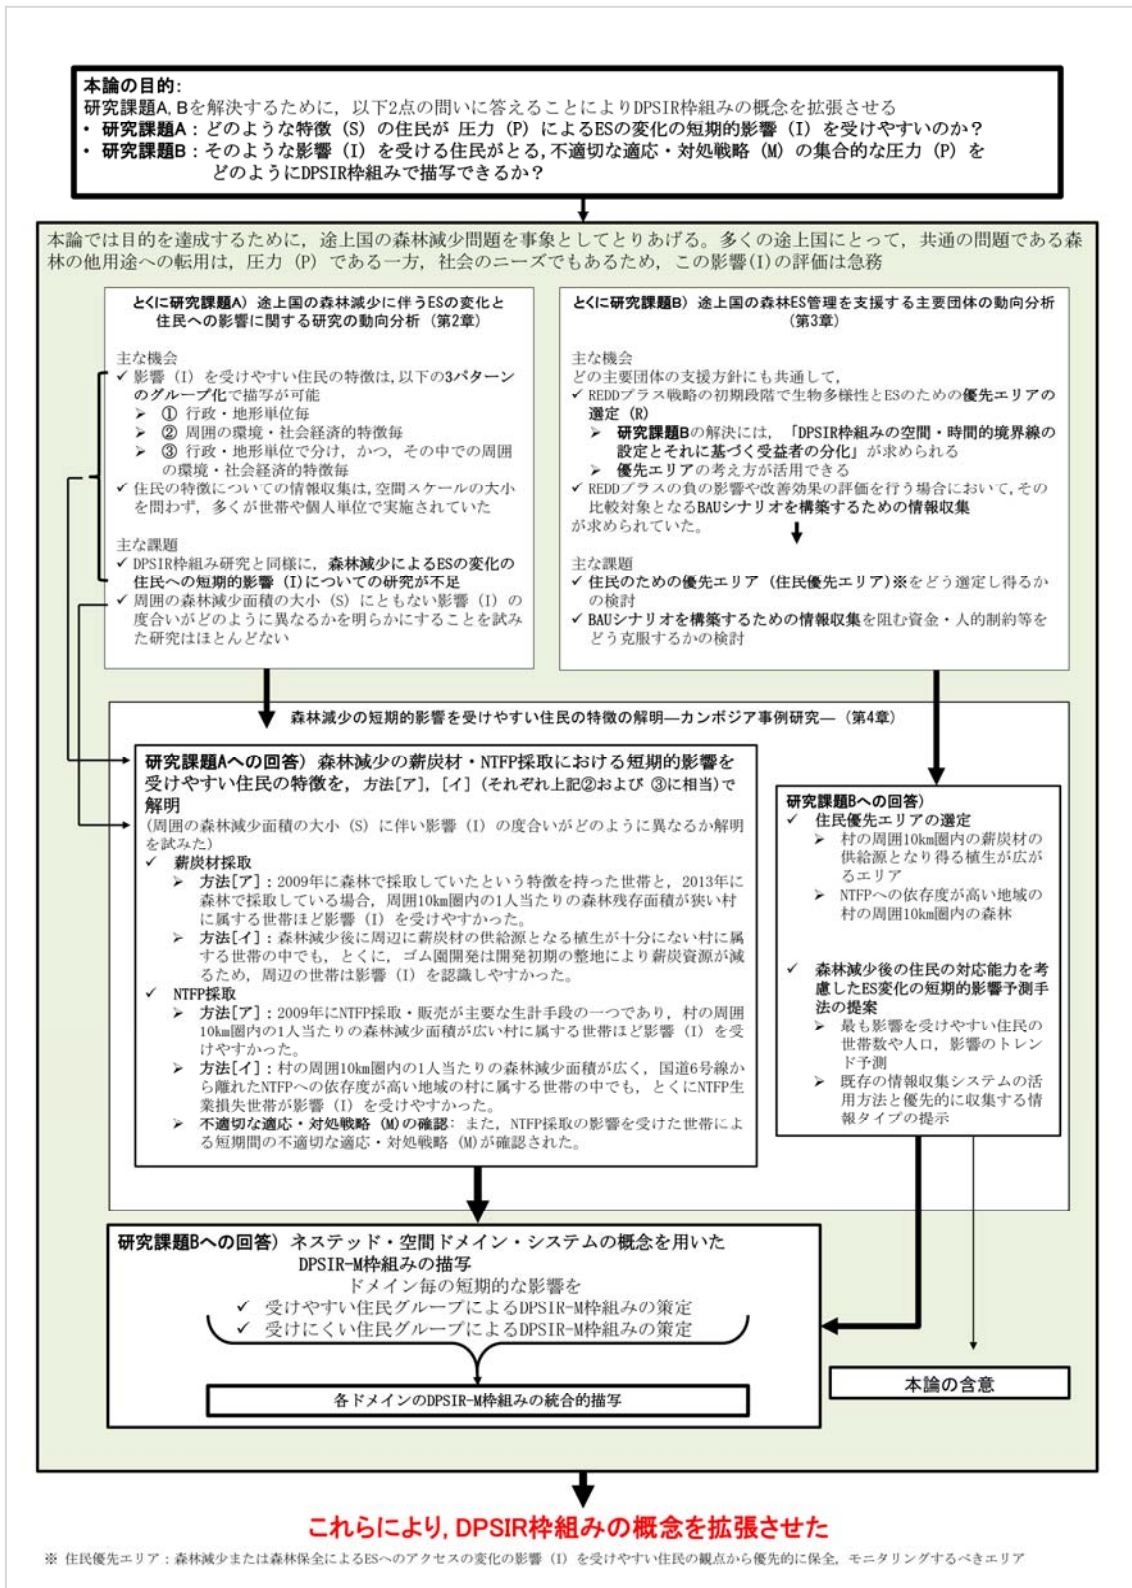 本論の目的:
研究課題A, Bを解決するために，以下2点の問いに答えることによりDPSIR枠組みの概念を拡張させる
・ 研究課題A：どのような特徴（S）の住民が 圧力（P）によるESの変化の短期的影響（I）を受けやすいのか？
・ 研究課題B：そのような影響（I）を受ける住民がとる,不適切な適応・対処戦略（M）の集合的な圧力（P）を
どのようにDPSIR枠組みで描写できるか？
本論では目的を達成するために，途上国の森林減少問題を事象としてとりあげる。多くの途上国にとって，共通の問題である森
林の他用途への転用は，圧力（P）である一方，社会のニーズでもあるため，この影響(I)の評価は急務
とくに研究課題A）途上国の森林減少に伴うESの変化と
住民への影響に関する研究の動向分析（第2章）
主な機会
✓ 影響（I）を受けやすい住民の特徴は,以下の3パターン
のグループ化で描写が可能
➢ ① 行政・地形単位毎
➢ ② 周囲の環境・社会経済的特徴毎
➢ ③ 行政・地形単位で分け，かつ，その中での周囲
の環境・社会経済的特徴毎
✓ 住民の特徴についての情報収集は,空間スケールの大小
を問わず，多くが世帯や個人単位で実施されていた
主な課題
✓ DPSIR枠組み研究と同様に，森林減少によるESの変化の
住民への短期的影響（I）についての研究が不足
✓ 周囲の森林減少面積の大小（S）にともない影響（I）の
度合いがどのように異なるかを明らかにすることを試み
た研究はほとんどない
とくに研究課題B）途上国の森林ES管理を支援する主要団体の動向分析
（第3章）
主な機会
どの主要団体の支援方針にも共通して，
✓ REDDプラス戦略の初期段階で生物多様性とESのための優先エリアの
選定（R）
➢ 研究課題Bの解決には，「DPSIR枠組みの空間・時間的境界線の
設定とそれに基づく受益者の分化」が求められる
➢ 優先エリアの考え方が活用できる
✓ REDDプラスの負の影響や改善効果の評価を行う場合において,その
比較対象となるBAUシナリオを構築するための情報収集
が求められていた。
主な課題
✓ 住民のための優先エリア（住民優先エリア）※をどう選定し得るか
の検討
✓ BAUシナリオを構築するための情報収集を阻む資金・人的制約等を
どう克服するかの検討
森林減少の短期的影響を受けやすい住民の特徴の解明―カンボジア事例研究―（第4章）
研究課題Aへの回答）森林減少の薪炭材・NTFP採取における短期的影響を
受けやすい住民の特徴を，方法[ア]，[イ]（それぞれ上記②および ③に相当）で
解明
(周囲の森林減少面積の大小（S）に伴い影響（I）の度合いがどのように異なるか解明
を試みた）
✓ 薪炭材採取
➢ 方法[ア]：2009年に森林で採取していたという特徴を持った世帯と，2013年に
森林で採取している場合，周囲10km圏内の1人当たりの森林残存面積が狭い村
に属する世帯ほど影響（I）を受けやすかった。
➢ 方法[イ]：森林減少後に周辺に薪炭材の供給源となる植生が十分にない村に属
する世帯の中でも，とくに，ゴム園開発は開発初期の整地により薪炭資源が減
るため，周辺の世帯は影響（I）を認識しやすかった。
✓ NTFP採取
➢ 方法[ア]：2009年にNTFP採取・販売が主要な生計手段の一つであり，村の周囲
10km圏内の1人当たりの森林減少面積が広い村に属する世帯ほど影響（I）を受
けやすかった。
➢ 方法[イ]：村の周囲10km圏内の1人当たりの森林減少面積が広く，国道6号線か
ら離れたNTFPへの依存度が高い地域の村に属する世帯の中でも，とくにNTFP生
業損失世帯が影響（I）を受けやすかった。
➢ 不適切な適応・対処戦略（M）の確認：また，NTFP採取の影響を受けた世帯によ
る短期間の不適切な適応・対処戦略（M）が確認された。
研究課題Bへの回答）
✓ 住民優先エリアの選定
➢ 村の周囲10km圏内の薪炭材の
供給源となり得る植生が広が
るエリア
➢ NTFPへの依存度が高い地域の
村の周囲10km圏内の森林
✓ 森林減少後の住民の対応能力を考
慮したES変化の短期的影響予測手
法の提案
➢ 最も影響を受けやすい住民の
世帯数や人口，影響のトレン
ド予測
➢ 既存の情報収集システムの活
用方法と優先的に収集する情
報タイプの提示
研究課題Bへの回答）ネステッド・空間ドメイン・システムの概念を用いた
DPSIR-M枠組みの描写
ドメイン毎の短期的な影響を
✓ 受けやすい住民グループによるDPSIR-M枠組みの策定
✓ 受けにくい住民グループによるDPSIR-M枠組みの策定
各ドメインのDPSIR-M枠組みの統合的描写
本論の含意
これらにより，DPSIR枠組みの概念を拡張させた
※ 住民優先エリア：森林減少または森林保全によるESへのアクセスの変化の影響（I）を受けやすい住民の観点から優先的に保全，モニタリングするべきエリア